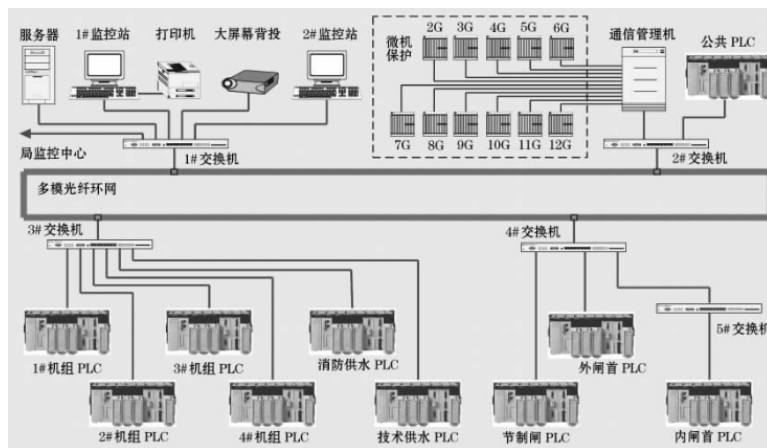 服务器
1#监控站
打印机
大屏幕背投
2#监控站
微机
保护
2G
3G
4G
5G
6G
通信管理机
公共 PLC
7G
8G
9G
10G
11G
12G
局监控中心
1#交换机
2#交换机
多模光纤环网
3#交换机
4#交换机
5#交换机
1#机组 PLC
3#机组 PLC
消防供水 PLC
外闸首 PLC
2#机组 PLC
4#机组 PLC
技术供水 PLC
节制闸 PLC
内闸首 PLC